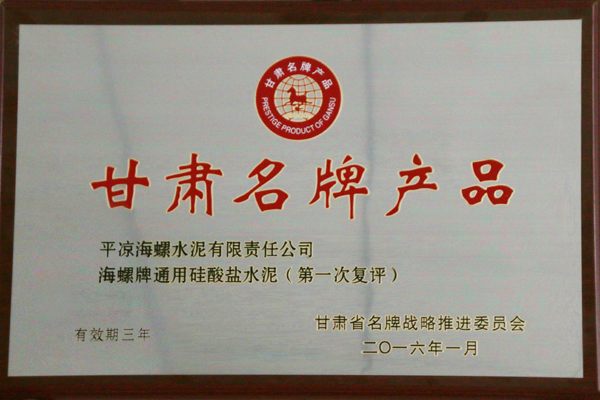 甘肃名牌产品
PRESTIGE PRODUCT OF GANSU
甘肃名牌产品
平凉海螺水泥有限责任公司
海螺牌通用硅酸盐水泥（第一次复评）
有效期三年
甘肃省名牌战略推进委员会
二〇一六年一月